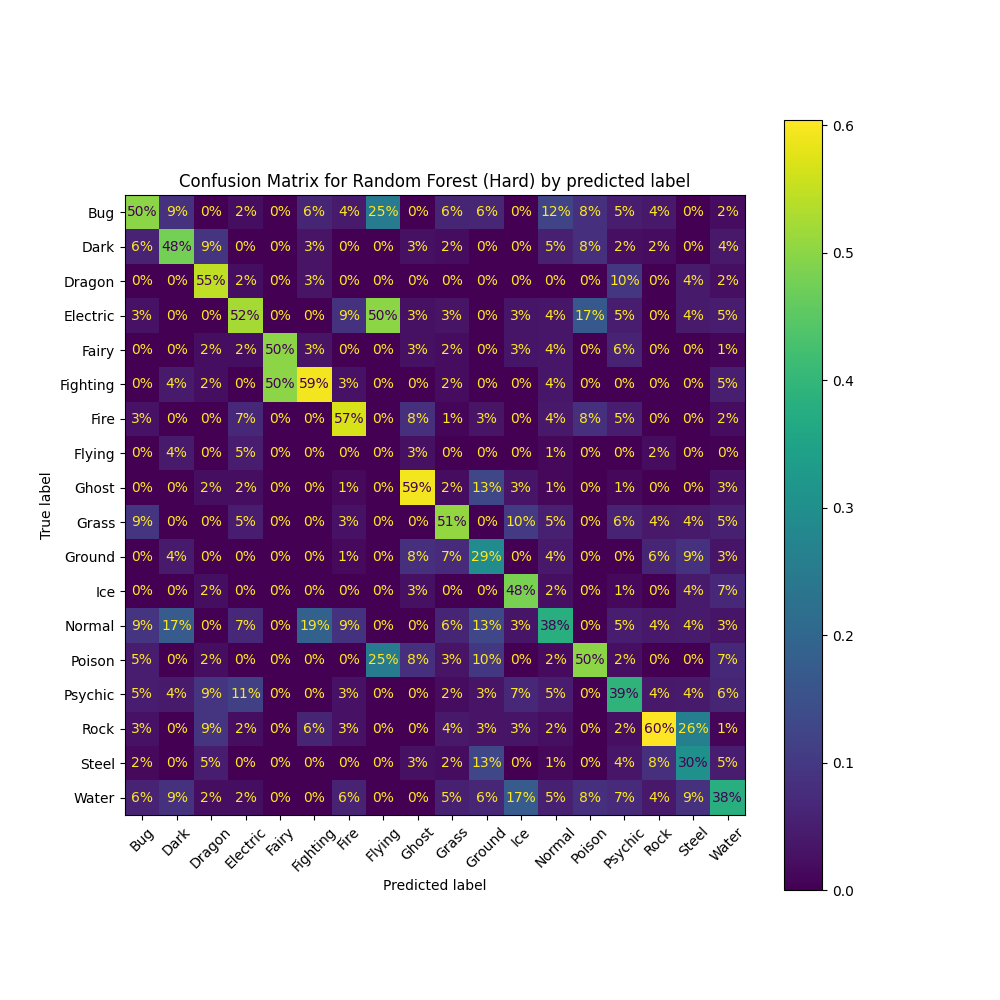 Confusion Matrix for Random Forest (Hard) by predicted label
Bug 50% 9% 0% 2% 0% 6% 4% 25% 0% 6% 6% 0% 12% 8% 5% 4% 0% 2%
Dark 6% 48% 9% 0% 0% 3% 0% 0% 3% 2% 0% 0% 5% 8% 2% 2% 0% 4%
Dragon 0% 0% 55% 2% 0% 3% 0% 0% 0% 0% 0% 0% 0% 0% 10% 0% 4% 2%
Electric 3% 0% 0% 52% 0% 0% 9% 50% 3% 3% 0% 3% 4% 17% 5% 0% 4% 5%
Fairy 0% 0% 2% 2% 50% 3% 0% 0% 3% 2% 0% 3% 4% 0% 6% 0% 0% 1%
Fighting 0% 4% 2% 0% 50% 59% 3% 0% 0% 2% 0% 0% 4% 0% 0% 0% 0% 5%
Fire 3% 0% 0% 7% 0% 0% 57% 0% 8% 1% 3% 0% 4% 8% 5% 0% 0% 2%
Flying 0% 4% 0% 5% 0% 0% 0% 0% 3% 0% 0% 0% 1% 0% 0% 2% 0% 0%
Ghost 0% 0% 2% 2% 0% 0% 1% 0% 59% 2% 13% 3% 1% 0% 1% 0% 0% 3%
Grass 9% 0% 0% 5% 0% 0% 3% 0% 0% 51% 0% 10% 5% 0% 6% 4% 4% 5%
Ground 0% 4% 0% 0% 0% 0% 1% 0% 8% 7% 29% 0% 4% 0% 0% 6% 9% 3%
Ice 0% 0% 2% 0% 0% 0% 0% 0% 3% 0% 0% 48% 2% 0% 1% 0% 4% 7%
Normal 9% 17% 0% 7% 0% 19% 9% 0% 0% 6% 13% 3% 38% 0% 5% 4% 4% 3%
Poison 5% 0% 2% 0% 0% 0% 0% 25% 8% 3% 10% 0% 2% 50% 2% 0% 0% 7%
Psychic 5% 4% 9% 11% 0% 0% 3% 0% 0% 2% 3% 7% 5% 0% 39% 4% 4% 6%
Rock 3% 0% 9% 2% 0% 6% 3% 0% 0% 4% 3% 3% 2% 0% 2% 60% 26% 1%
Steel 2% 0% 5% 0% 0% 0% 0% 0% 3% 2% 13% 0% 1% 0% 4% 8% 30% 5%
Water 6% 9% 2% 2% 0% 0% 6% 0% 0% 5% 6% 17% 5% 8% 7% 4% 9% 38%
Bug Dark Dragon Electric Fairy Fighting Fire Flying Ghost Grass Ground Ice Normal Poison Psychic Rock Steel Water
Predicted label
True label
0.6
0.5
0.4
0.3
0.2
0.1
0.0